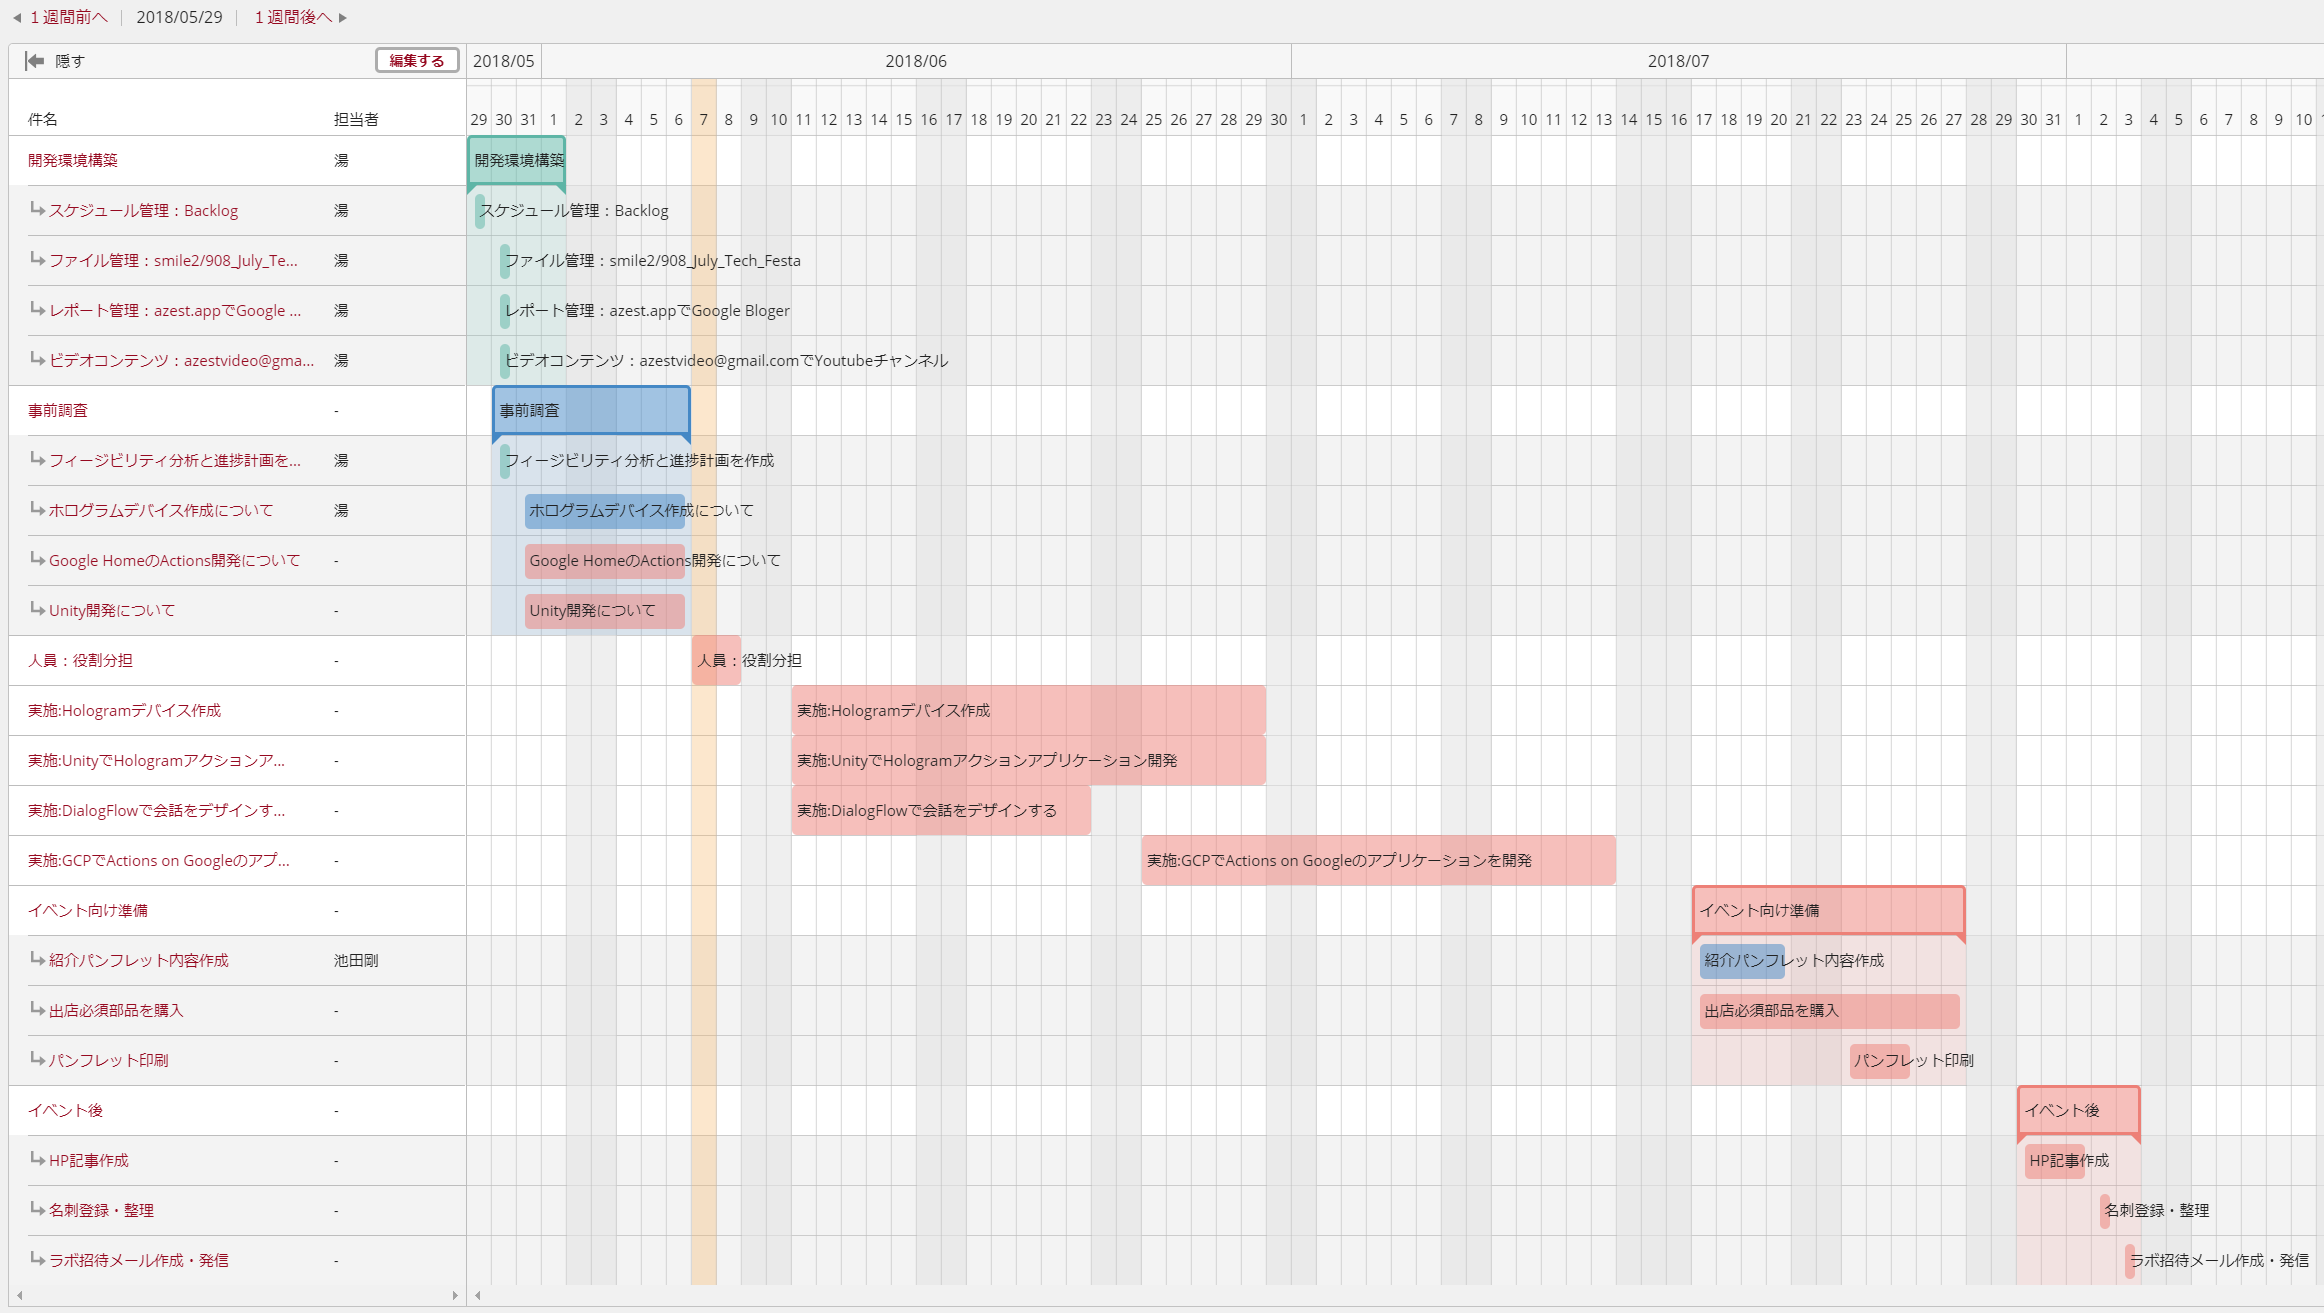 1週間前へ 2018/05/29 1週間後へ
隠す 編集する 2018/05 2018/06 2018/07
件名 担当者 29 30 31 1 2 3 4 5 6 7 8 9 10 11 12 13 14 15 16 17 18 19 20 21 22 23 24 25 26 27 28 29 30 1 2 3 4 5 6 7 8 9 10 11 12 13 14 15 16 17 18 19 20 21 22 23 24 25 26 27 28 29 30 31 1 2 3 4 5 6 7 8 9 10
開発環境構築 湯 開発環境構築
スケジュール管理：Backlog 湯 スケジュール管理：Backlog
ファイル管理：smile2/908_July_Te... 湯 ファイル管理：smile2/908_July_Tech_Festa
レポート管理：azest.appでGoogle ... 湯 レポート管理：azest.appでGoogle Bloger
ビデオコンテンツ：azestvideo@gma... 湯 ビデオコンテンツ：azestvideo@gmail.comでYoutubeチャンネル
事前調査 - 事前調査
フィージビリティ分析と進捗計画を... 湯 フィージビリティ分析と進捗計画を作成
ホログラムデバイス作成について 湯 ホログラムデバイス作成について
Google HomeのActions開発について - Google HomeのActions開発について
Unity開発について - Unity開発について
人員：役割分担 - 人員：役割分担
実施:Hologramデバイス作成 - 実施:Hologramデバイス作成
実施:UnityでHologramアクションア... - 実施:UnityでHologramアクションアプリケーション開発
実施:DialogFlowで会話をデザインす... - 実施:DialogFlowで会話をデザインする
実施:GCPでActions on Googleのアプ... - 実施:GCPでActions on Googleのアプリケーションを開発
イベント向け準備 - イベント向け準備
紹介パンフレット内容作成 池田剛 紹介パンフレット内容作成
出店必須部品を購入 - 出店必須部品を購入
パンフレット印刷 - パンフレット印刷
イベント後 - イベント後
HP記事作成 - HP記事作成
名刺登録・整理 - 名刺登録・整理
ラボ招待メール作成・発信 - ラボ招待メール作成・発信